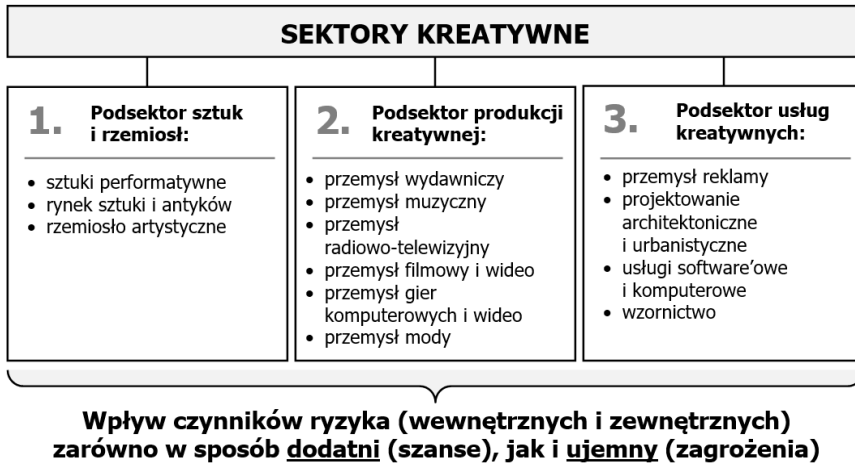 SEKTORY KREATYWNE
1.
Podsektor sztuk
i rzemiosł:
• sztuki performatywne
• rynek sztuki i antyków
• rzemiosło artystyczne
2.
Podsektor produkcji
kreatywnej:
• przemysł wydawniczy
• przemysł muzyczny
• przemysł
radiowo-telewizyjny
• przemysł filmowy i wideo
• przemysł gier
komputerowych i wideo
• przemysł mody
3.
Podsektor usług
kreatywnych:
• przemysł reklamy
• projektowanie
architektoniczne
i urbanistyczne
• usługi software’owe
i komputerowe
• wzornictwo
Wpływ czynników ryzyka (wewnętrznych i zewnętrznych)
zarówno w sposób dodatni (szanse), jak i ujemny (zagrożenia)